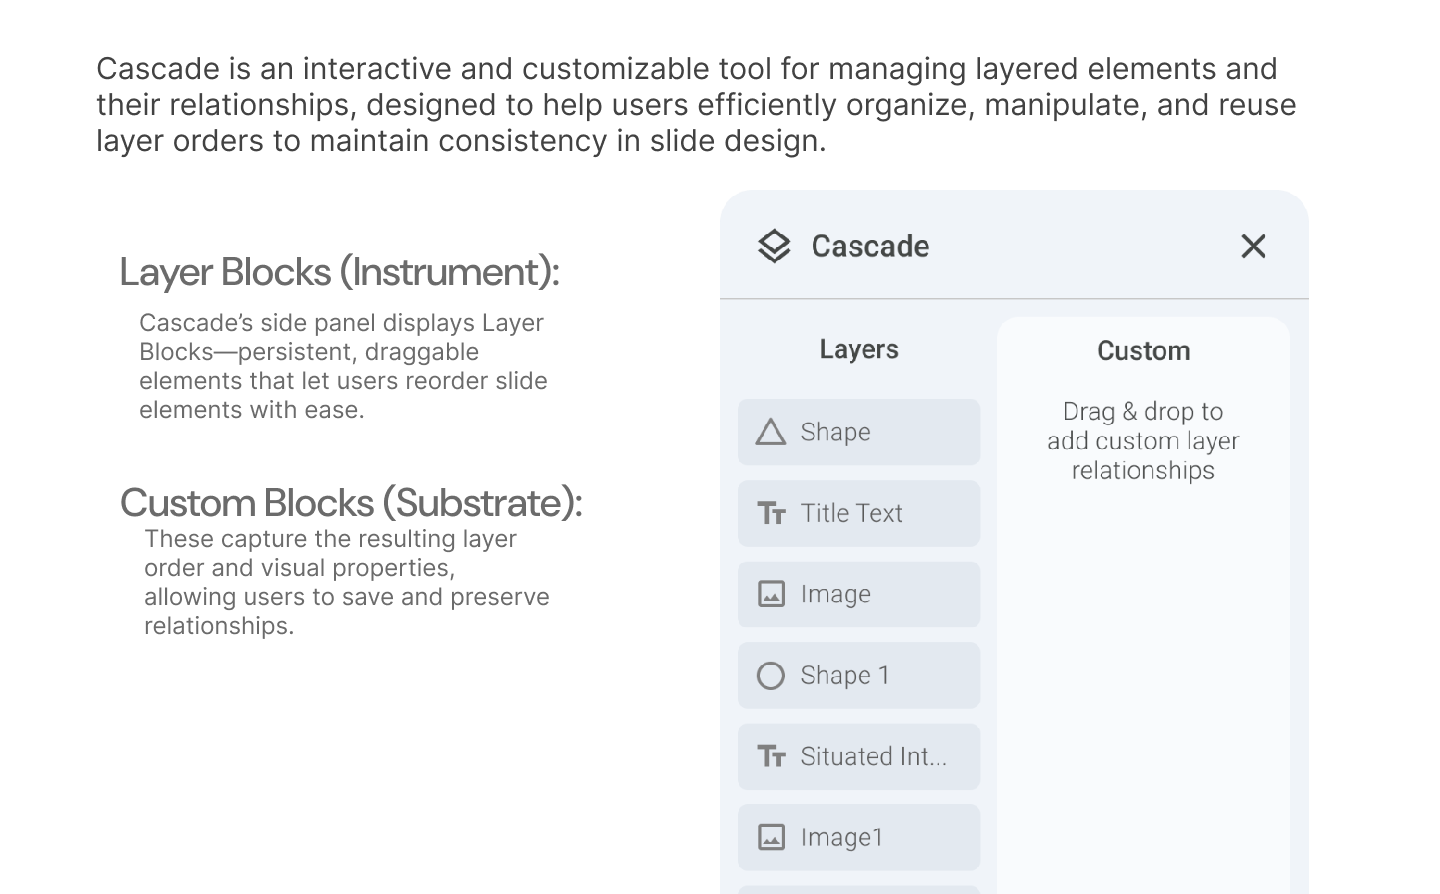 Cascade is an interactive and customizable tool for managing layered elements and
their relationships, designed to help users efficiently organize, manipulate, and reuse
layer orders to maintain consistency in slide design.
Layer Blocks (Instrument):
Cascade’s side panel displays Layer
Blocks—persistent, draggable
elements that let users reorder slide
elements with ease.
Custom Blocks (Substrate):
These capture the resulting layer
order and visual properties,
allowing users to save and preserve
relationships.
Cascade
Layers
Shape
Title Text
Image
Shape 1
Situated Int...
Image1
Custom
Drag & drop to
add custom layer
relationships